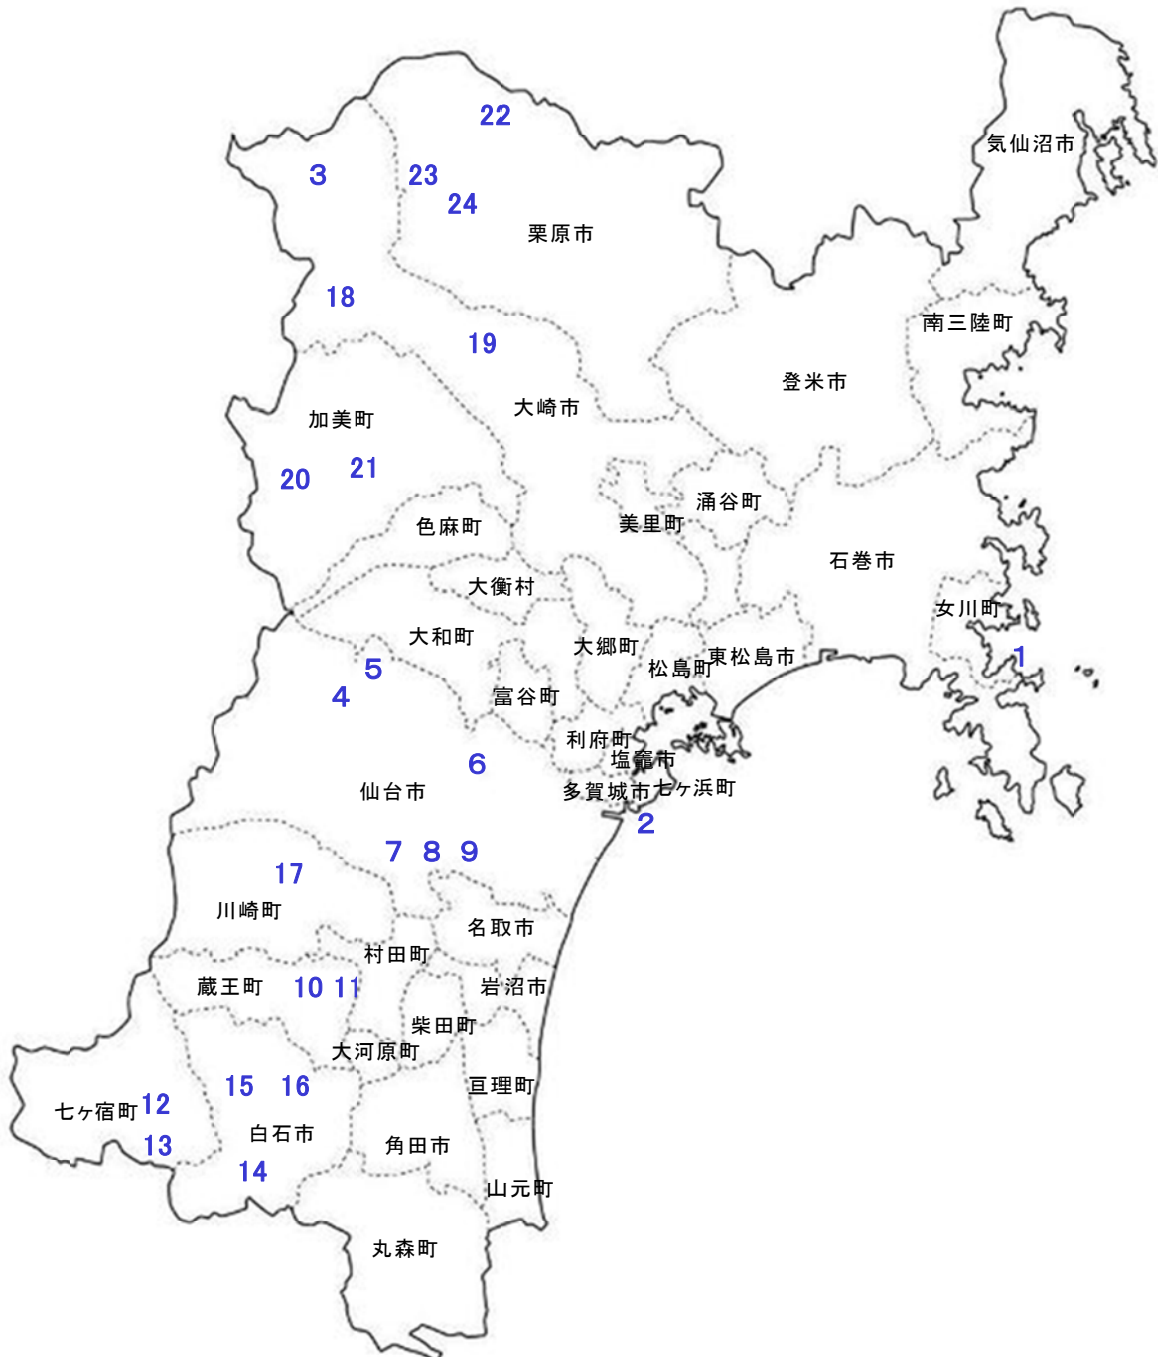 22
気仙沼市
3
23
24
栗原市
18
南三陸町
19
登米市
大崎市
加美町
21
20
涌谷町
色麻町
美里町
石巻市
大衡村
女川町
大和町
大郷町
東松島市
1
5
松島町
4
富谷町
利府町
塩竈市
6
仙台市
多賀城市
七ヶ浜町
2
7
8
9
17
川崎町
名取市
村田町
蔵王町
10
11
岩沼市
柴田町
大河原町
15
16
亘理町
12
七ヶ宿町
白石市
13
角田市
14
山元町
丸森町